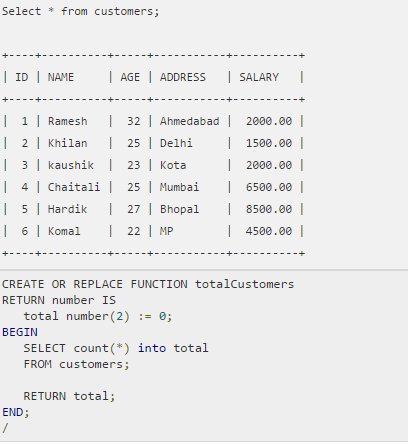 Select * from customers;
+----+----------+-----+-----------+----------+
| ID | NAME     | AGE | ADDRESS   | SALARY   |
+----+----------+-----+-----------+----------+
|  1 | Ramesh   |  32 | Ahmedabad |  2000.00 |
|  2 | Khilan   |  25 | Delhi     |  1500.00 |
|  3 | kaushik  |  23 | Kota      |  2000.00 |
|  4 | Chaitali |  25 | Mumbai    |  6500.00 |
|  5 | Hardik   |  27 | Bhopal    |  8500.00 |
|  6 | Komal    |  22 | MP        |  4500.00 |
+----+----------+-----+-----------+----------+
CREATE OR REPLACE FUNCTION totalCustomers
RETURN number IS
   total number(2) := 0;
BEGIN
   SELECT count(*) into total
   FROM customers;
   RETURN total;
END;
/